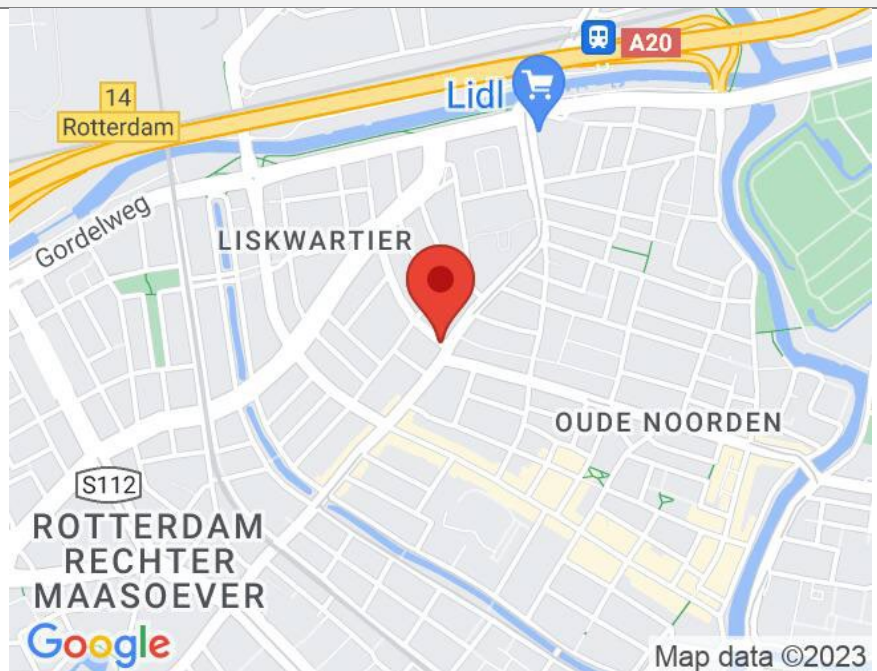 A20
Lidl
14
Rotterdam
Gordelweg
LISKWARTIER
OUDE NOORDEN
S112
ROTTERDAM
RECHTER
MAASOEVER
Google
Map data ©2023